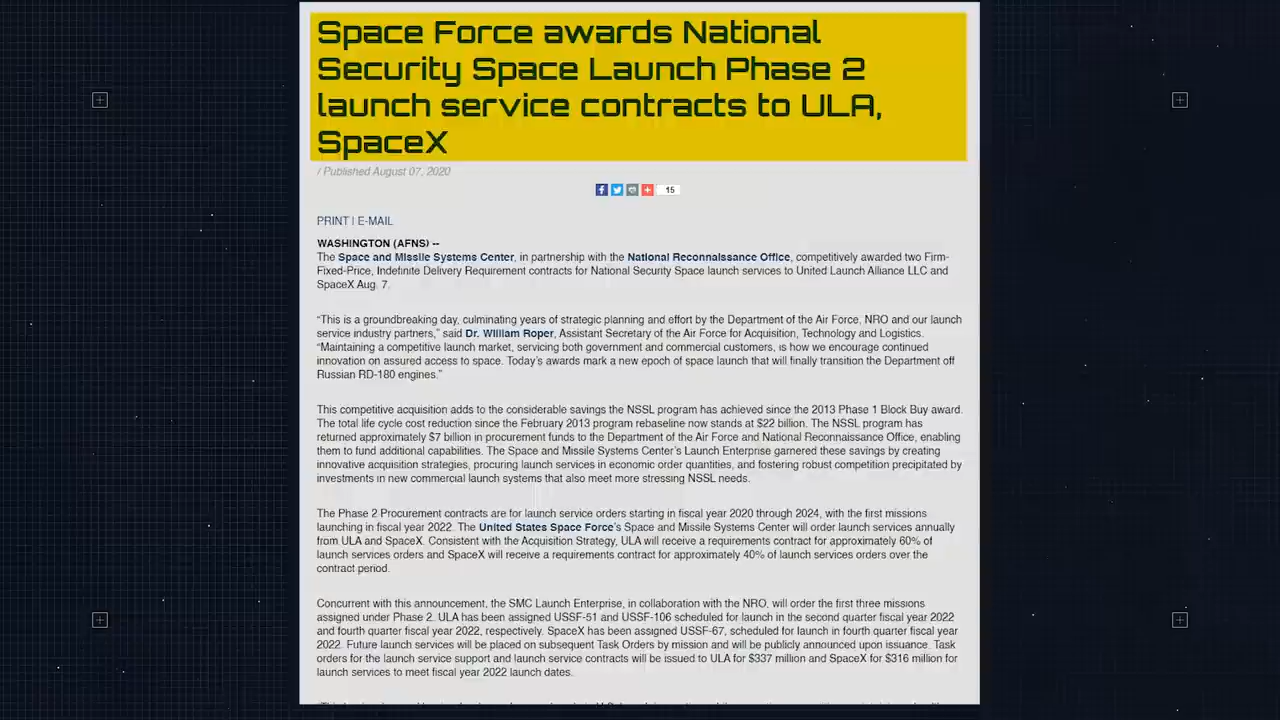 Space Force awards National
Security Space Launch Phase 2
launch service contracts to ULA,
SpaceX
/ Published August 07, 2020
15
PRINT | E-MAIL
WASHINGTON (AFNS) --
The Space and Missile Systems Center, in partnership with the National Reconnaissance Office, competitively awarded two Firm-
Fixed-Price, Indefinite Delivery Requirement contracts for National Security Space launch services to United Launch Alliance LLC and
SpaceX Aug. 7.
“This is a groundbreaking day, culminating years of strategic planning and effort by the Department of the Air Force, NRO and our launch
service industry partners,” said Dr. William Roper, Assistant Secretary of the Air Force for Acquisition, Technology and Logistics.
“Maintaining a competitive launch market, servicing both government and commercial customers, is how we encourage continued
innovation on assured access to space. Today’s awards mark a new epoch of space launch that will finally transition the Department off
Russian RD-180 engines.”
This competitive acquisition adds to the considerable savings the NSSL program has achieved since the 2013 Phase 1 Block Buy award.
The total life cycle cost reduction since the February 2013 program rebaseline now stands at $22 billion. The NSSL program has
returned approximately $7 billion in procurement funds to the Department of the Air Force and National Reconnaissance Office, enabling
them to fund additional capabilities. The Space and Missile Systems Center’s Launch Enterprise garnered these savings by creating
innovative acquisition strategies, procuring launch services in economic order quantities, and fostering robust competition precipitated by
investments in new commercial launch systems that also meet more stressing NSSL needs.
The Phase 2 Procurement contracts are for launch service orders starting in fiscal year 2020 through 2024, with the first missions
launching in fiscal year 2022. The United States Space Force’s Space and Missile Systems Center will order launch services annually
from ULA and SpaceX. Consistent with the Acquisition Strategy, ULA will receive a requirements contract for approximately 60% of
launch services orders and SpaceX will receive a requirements contract for approximately 40% of launch services orders over the
contract period.
Concurrent with this announcement, the SMC Launch Enterprise, in collaboration with the NRO, will order the first three missions
assigned under Phase 2. ULA has been assigned USSF-51 and USSF-106 scheduled for launch in the second quarter fiscal year 2022
and fourth quarter fiscal year 2022, respectively. SpaceX has been assigned USSF-67, scheduled for launch in fourth quarter fiscal year
2022. Future launch services will be placed on subsequent Task Orders by mission and will be publicly announced upon issuance. Task
orders for the launch service support and launch service contracts will be issued to ULA for $337 million and SpaceX for $316 million for
launch services to meet fiscal year 2022 launch dates.